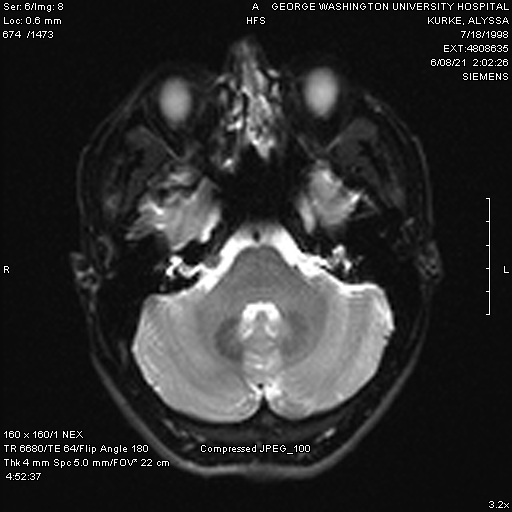 Ser: 6/Img: 8
Loc: 0.6 mm
674 /1473
A GEORGE WASHINGTON UNIVERSITY HOSPITAL
HFS KURKE, ALYSSA
7/18/1998
EXT:4808635
6/08/21 2:02:26
SIEMENS
R
L
160 x 160/1 NEX
TR 6680/TE 64/Flip Angle 180
Compressed JPEG_100
Thk 4 mm Spc 5.0 mm/FOV* 22 cm
4:52:37
3.2x